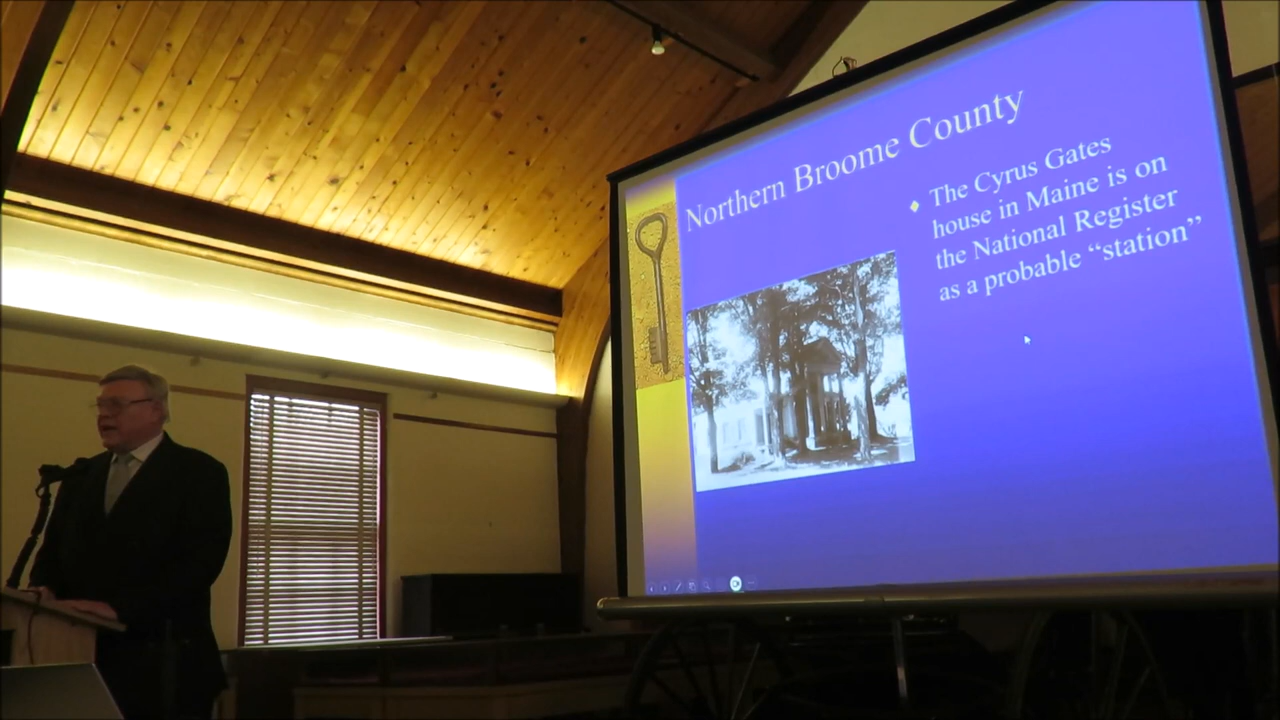 Northern Broome County
The Cyrus Gates
house in Maine is on
the National Register
as a probable “station”